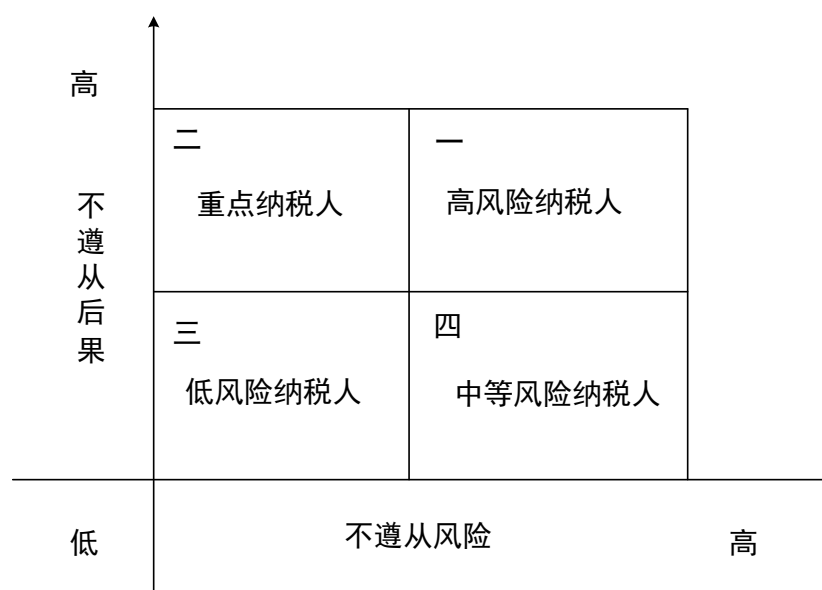 高
二
一
重点纳税人
高风险纳税人
不遵从后果
三
四
低风险纳税人
中等风险纳税人
低
不遵从风险
高